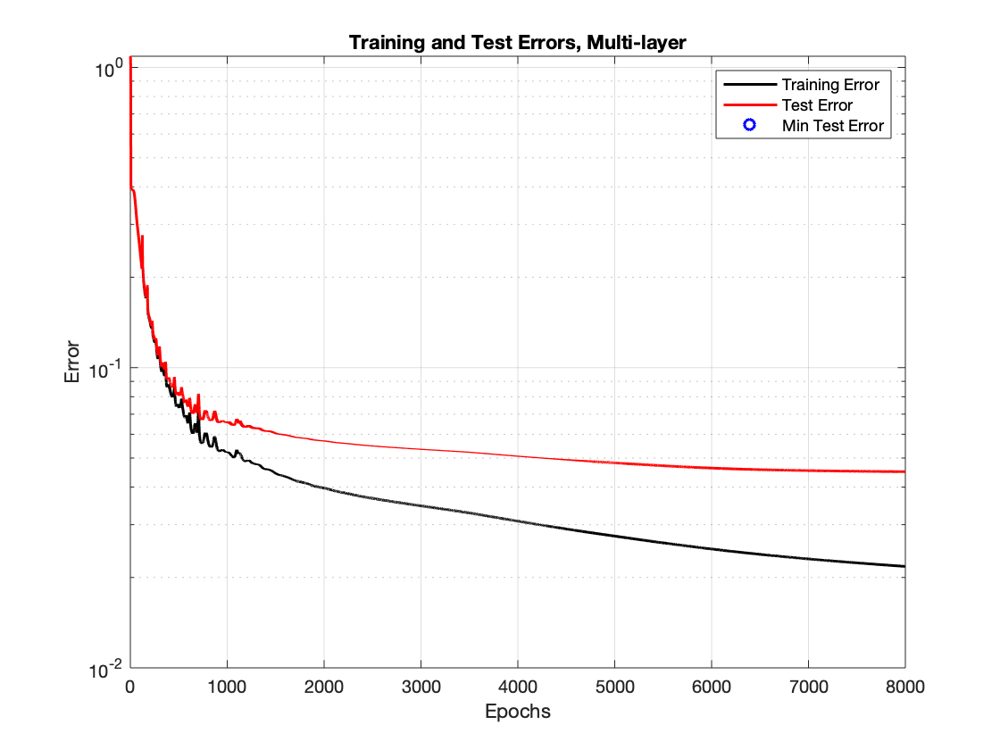 Training and Test Errors, Multi-layer
10^0
Training Error
Test Error
Min Test Error
10^-1
Error
10^-2
0 1000 2000 3000 4000 5000 6000 7000 8000
Epochs